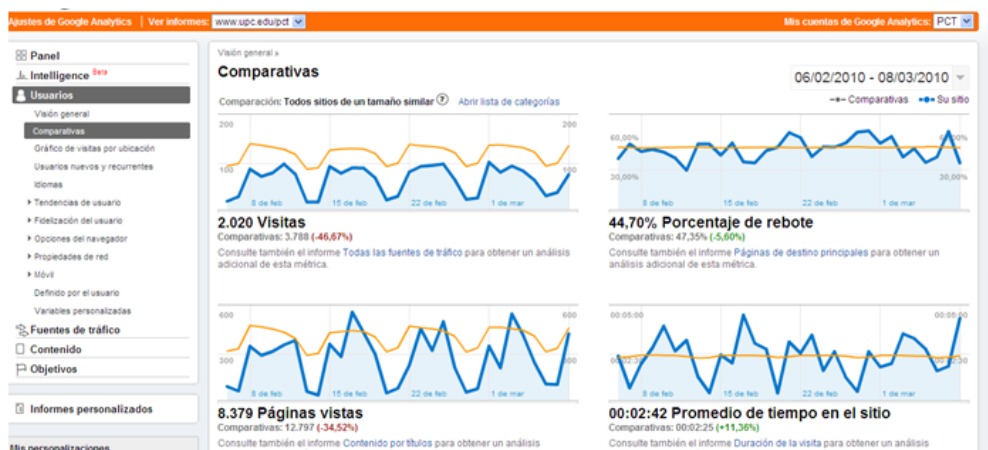 Ajustes de Google Analytics | Ver informes: www.upc.edu/pct
Mis cuentas de Google Analytics: PCT
Panel
Intelligence Beta
Usuarios
Visión general
Comparativas
Gráfico de visitas por ubicación
Usuarios nuevos y recurrentes
Idiomas
Tendencias de usuario
Fidelización del usuario
Opciones del navegador
Propiedades de red
Móvil
Definido por el usuario
Variables personalizadas
Fuentes de tráfico
Contenido
Objetivos
Informes personalizados
Mis personalizaciones
Visión general »
Comparativas
06/02/2010 - 08/03/2010
Comparación: Todos sitios de un tamaño similar ? Abrir lista de categorías
Comparativas Su sitio
200 200
100 100
8 de feb 15 de feb 22 de feb 1 de mar
2.020 Visitas
Comparativas: 3.788 (-46,67%)
Consulte también el informe Todas las fuentes de tráfico para obtener un análisis
adicional de esta métrica.
60,00% 60,00%
30,00% 30,00%
8 de feb 15 de feb 22 de feb 1 de mar
44,70% Porcentaje de rebote
Comparativas: 47,35% (-5,60%)
Consulte también el informe Páginas de destino principales para obtener un
análisis adicional de esta métrica.
600 600
300 300
8 de feb 15 de feb 22 de feb 1 de mar
8.379 Páginas vistas
Comparativas: 12.797 (-34,52%)
Consulte también el informe Contenido por títulos para obtener un análisis
00:05:00 00:05:00
00:02:30 00:02:30
8 de feb 15 de feb 22 de feb 1 de mar
00:02:42 Promedio de tiempo en el sitio
Comparativas: 00:02:25 (+11,36%)
Consulte también el informe Duración de la visita para obtener un análisis